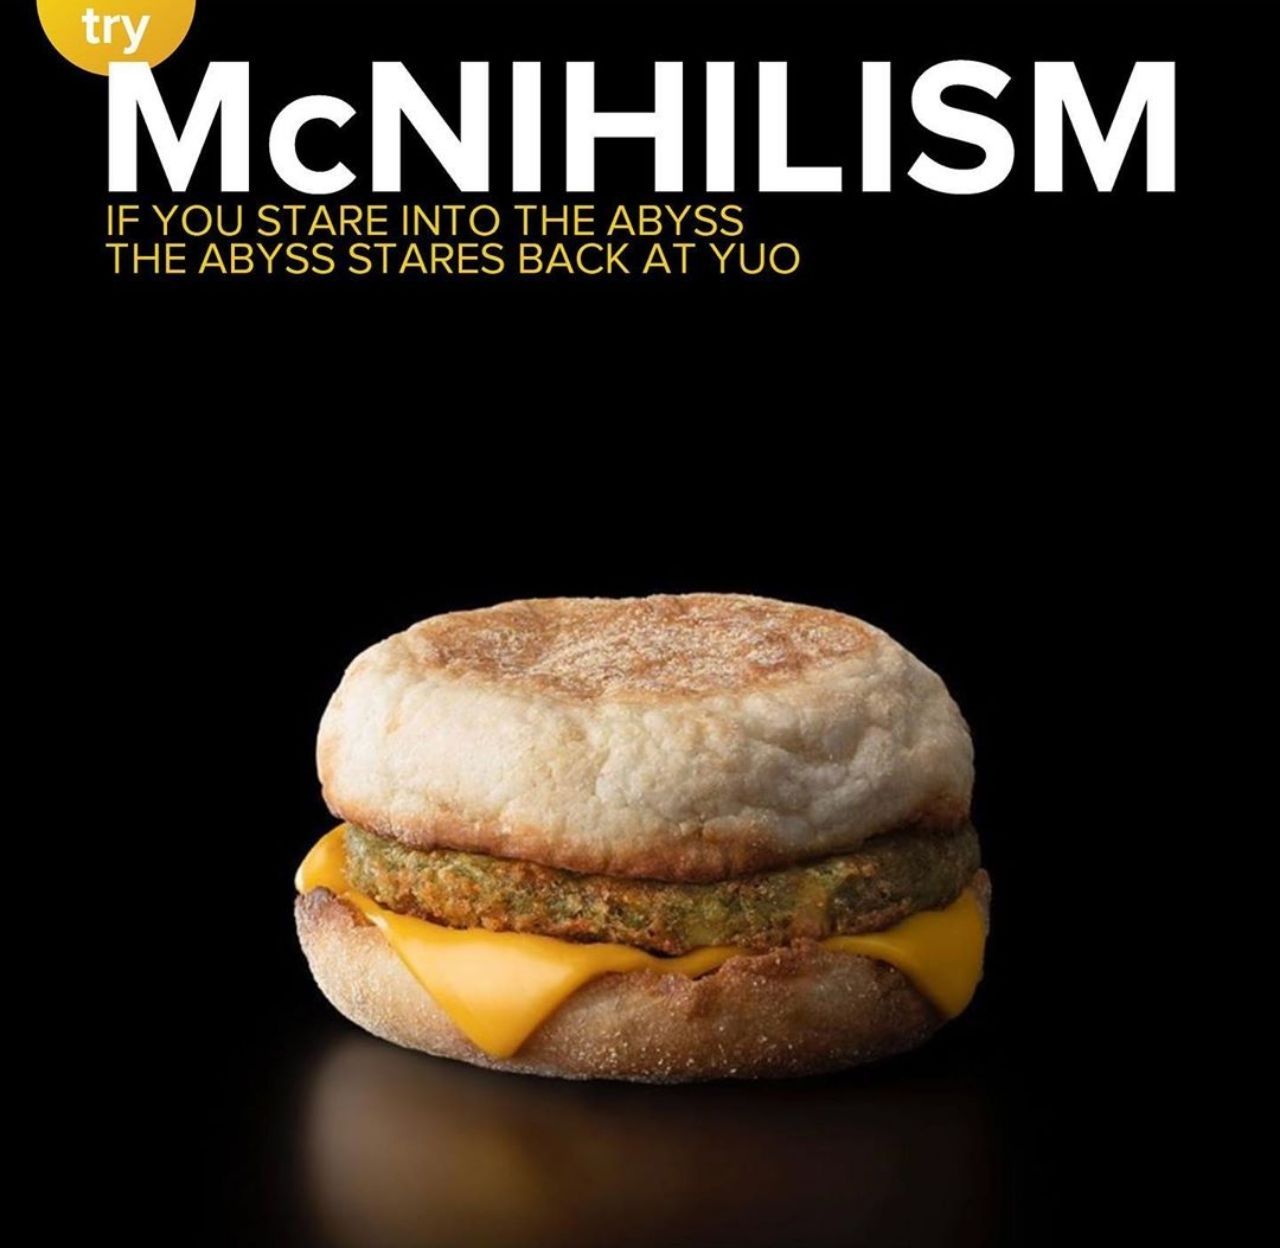 try
McNIHILISM
IF YOU STARE INTO THE ABYSS
THE ABYSS STARES BACK AT YUO